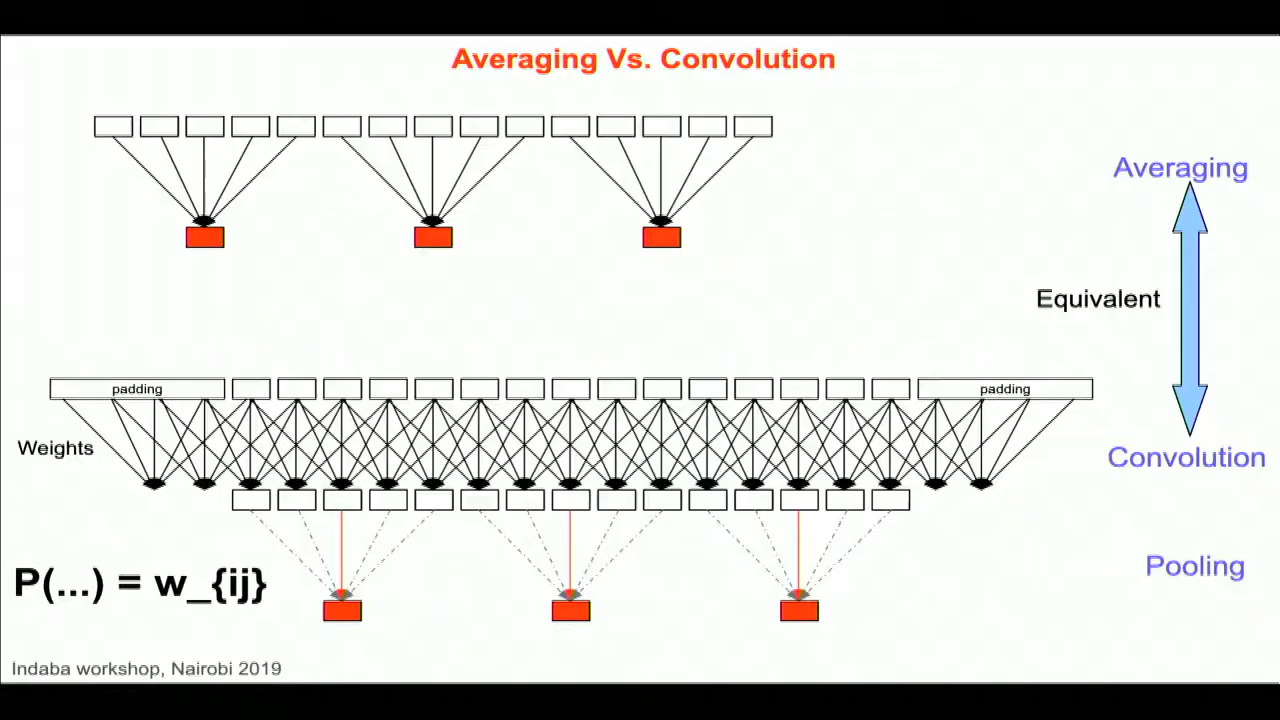 Averaging Vs. Convolution
Averaging
Equivalent
padding
padding
Weights
Convolution
Pooling
P(...) = w_{ij}
Indaba workshop, Nairobi 2019